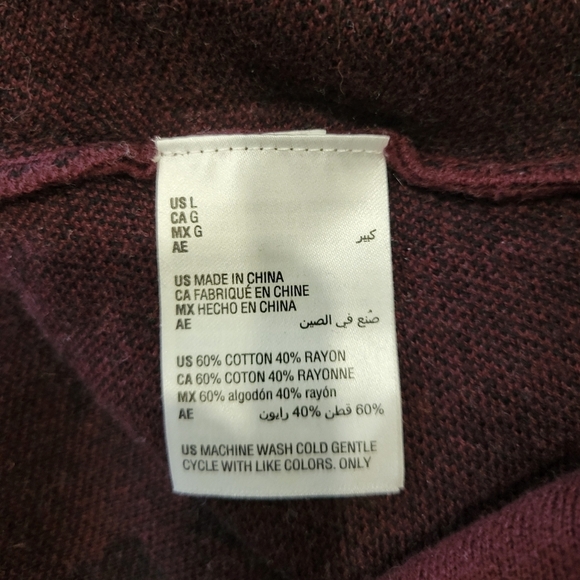 US L
CA G
MX G
AE كبير
US MADE IN CHINA
CA FABRIQUÉ EN CHINE
MX HECHO EN CHINA
AE صُنع في الصين
US 60% COTTON 40% RAYON
CA 60% COTON 40% RAYONNE
MX 60% algodón 40% rayón
AE 60% قطن 40% رايون
US MACHINE WASH COLD GENTLE
CYCLE WITH LIKE COLORS. ONLY